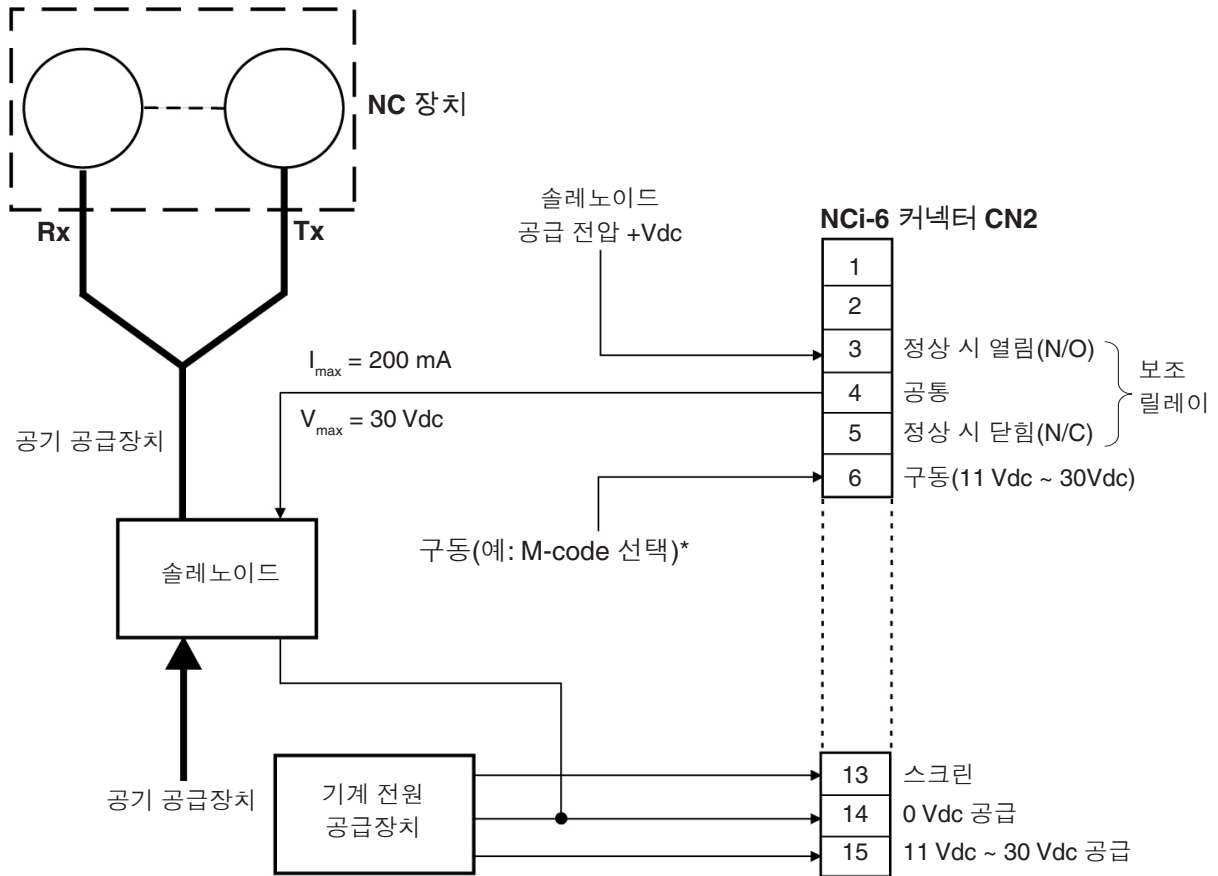 NC 장치
Rx
Tx
솔레노이드
공급 전압 +Vdc
NCi-6 커넥터 CN2
1
2
3 정상 시 열림(N/O)
4 공통
5 정상 시 닫힘(N/C)
6 구동(11 Vdc ~ 30Vdc)
보조
릴레이
Imax = 200 mA
Vmax = 30 Vdc
공기 공급장치
구동(예: M-code 선택)*
솔레노이드
공기 공급장치
기계 전원
공급장치
13 스크린
14 0 Vdc 공급
15 11 Vdc ~ 30 Vdc 공급